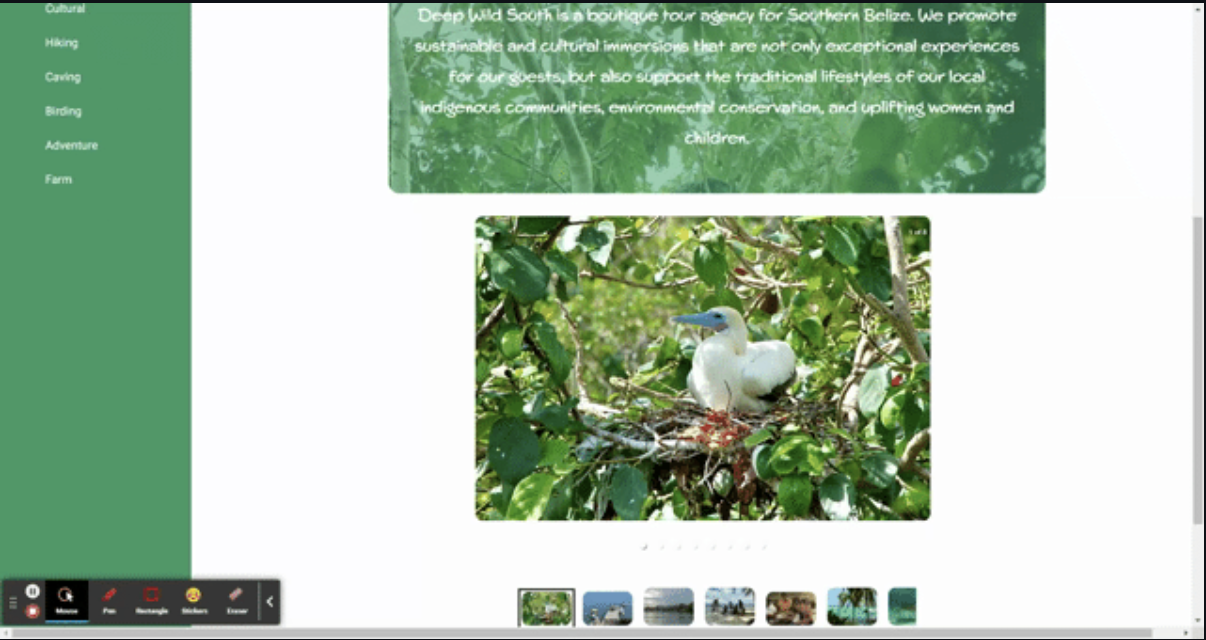 Cultural
Hiking
Caving
Birding
Adventure
Farm
Deep Wild South is a boutique tour agency for Southern Belize. We promote
sustainable and cultural immersions that are not only exceptional experiences
for our guests, but also support the traditional lifestyles of our local
indigenous communities, environmental conservation, and uplifting women and
children.
1 of 8
Mouse
Pen
Rectangle
Stickers
Eraser